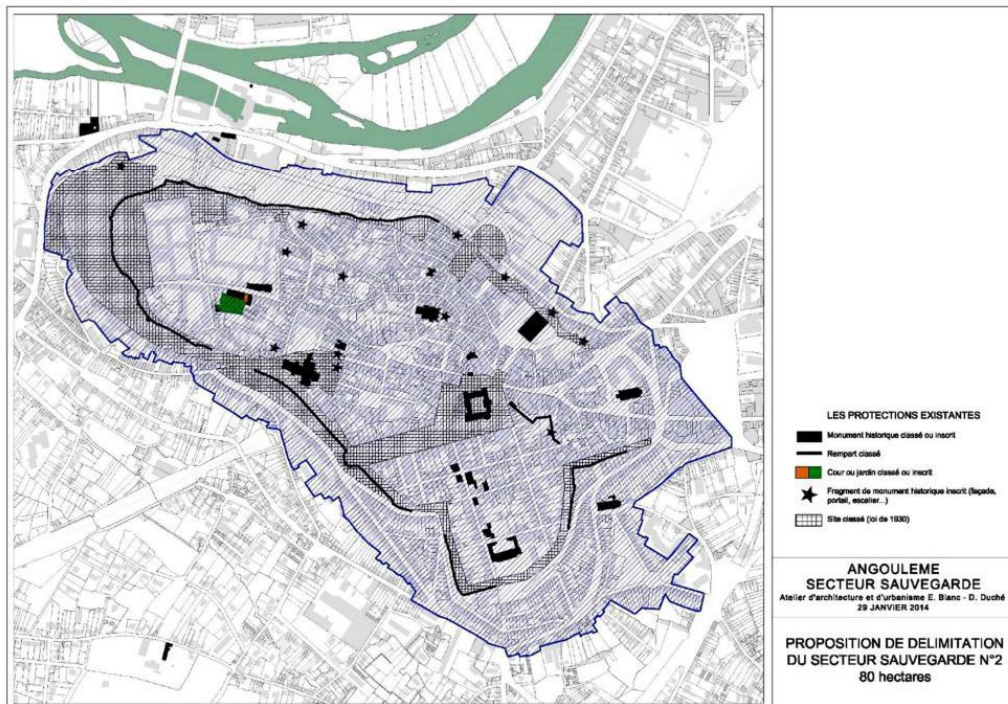 LES PROTECTIONS EXISTANTES
Monument historique classé ou inscrit
Rempart classé
Cour ou jardin classé ou inscrit
Fragment de monument historique inscrit (façade,
portail, escalier...)
Site classé (loi de 1930)
ANGOULEME
SECTEUR SAUVEGARDE
Atelier d'architecture et d'urbanisme E. Blanc - D. Duché
29 JANVIER 2014
PROPOSITION DE DELIMITATION
DU SECTEUR SAUVEGARDE N°2
80 hectares